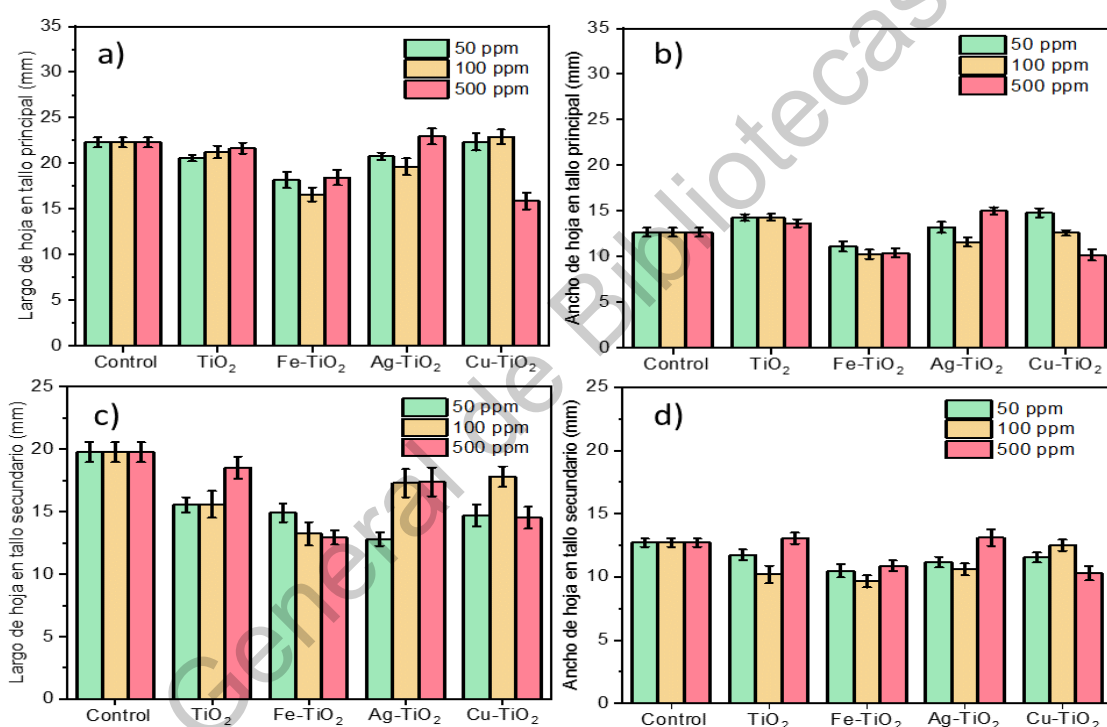 a)
Largo de hoja en tallo principal (mm)
35
30
25
20
15
10
5
0
50 ppm
100 ppm
500 ppm
Control TiO₂ Fe-TiO₂ Ag-TiO₂ Cu-TiO₂
b)
Ancho de hoja en tallo principal (mm)
35
30
25
20
15
10
5
0
50 ppm
100 ppm
500 ppm
Control TiO₂ Fe-TiO₂ Ag-TiO₂ Cu-TiO₂
c)
Largo de hoja en tallo secundario (mm)
25
20
15
10
5
0
50 ppm
100 ppm
500 ppm
Control TiO₂ Fe-TiO₂ Ag-TiO₂ Cu-TiO₂
d)
Ancho de hoja en tallo secundario (mm)
25
20
15
10
5
0
50 ppm
100 ppm
500 ppm
Control TiO₂ Fe-TiO₂ Ag-TiO₂ Cu-TiO₂
General de Bibliotecas